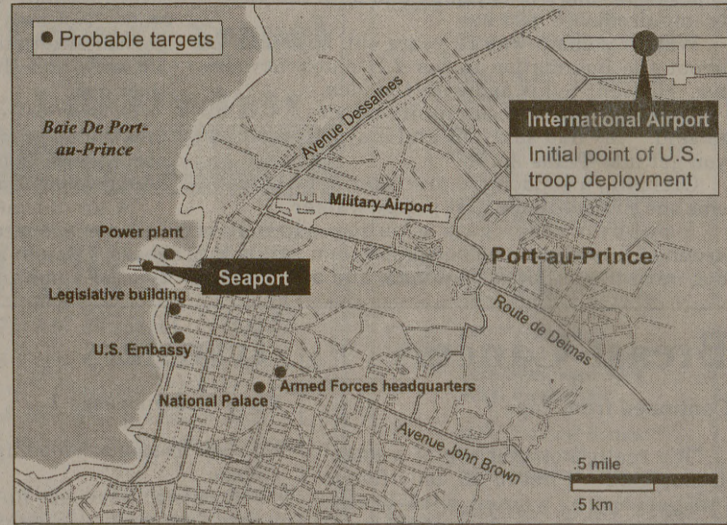 Probable targets
Baie De Port-
au-Prince
Avenue Dessalines
International Airport
Initial point of U.S.
troop deployment
Military Airport
Power plant
Port-au-Prince
Seaport
Legislative building
Route de Delmas
U.S. Embassy
Armed Forces headquarters
National Palace
Avenue John Brown
.5 mile
.5 km